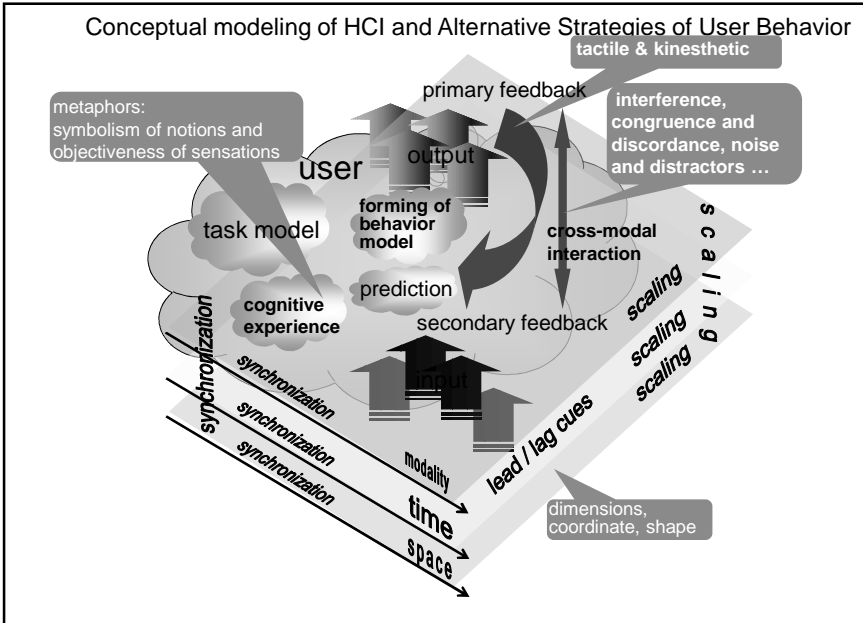 Conceptual modeling of HCI and Alternative Strategies of User Behavior
tactile & kinesthetic
primary feedback
metaphors:
symbolism of notions and
objectiveness of sensations
interference,
congruence and
discordance, noise
and distractors …
output
user
forming of
behavior
model
task model
cross-modal
interaction
scaling
prediction
cognitive
experience
secondary feedback
scaling
scaling
scaling
input
synchronization
synchronization
synchronization
synchronization
modality
lead / lag cues
time
space
dimensions,
coordinate, shape